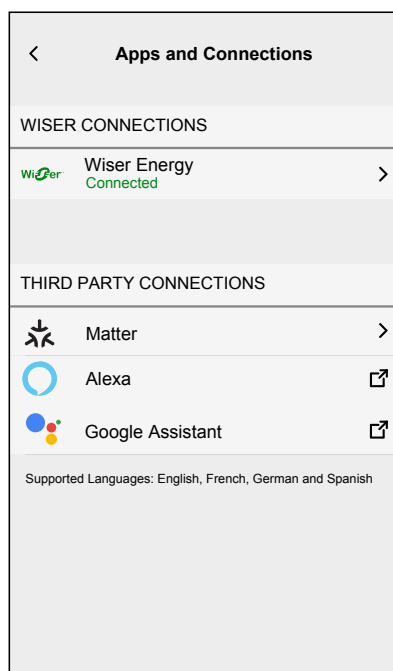 Apps and Connections
WISER CONNECTIONS
Wiser Wiser Energy
Connected
THIRD PARTY CONNECTIONS
Matter
Alexa
Google Assistant
Supported Languages: English, French, German and Spanish